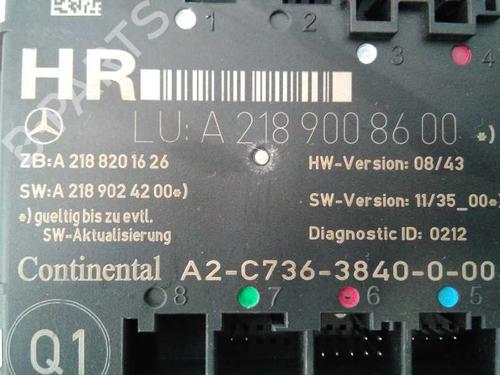 1 2
3 4
HR
LU: A 218 900 86 00 *)
ZB:A 218 820 16 26
HW-Version: 08/43
SW:A 218 902 42 00*)
SW-Version: 11/35_00*)
*) gueltig bis zu evtl.
SW-Aktualisierung
Diagnostic ID: 0212
Continental A2-C736-3840-0-00
8 7 6 5
Q1
B-PARTS